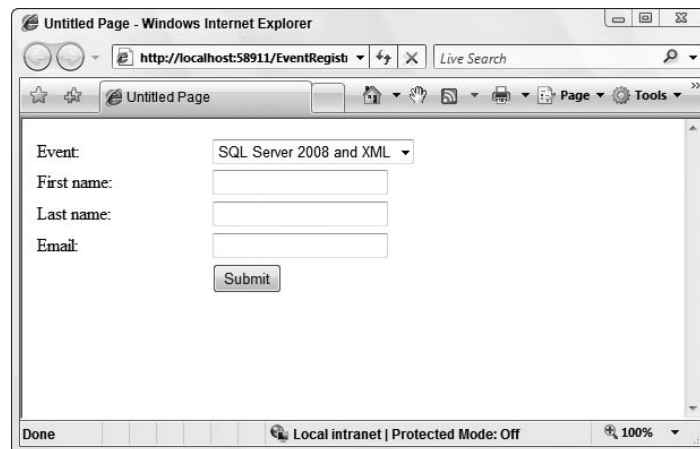 Untitled Page - Windows Internet Explorer
http://localhost:58911/EventRegistr
Live Search
Untitled Page
Page
Tools
Event:
SQL Server 2008 and XML
First name:
Last name:
Email:
Submit
Done
Local intranet | Protected Mode: Off
100%